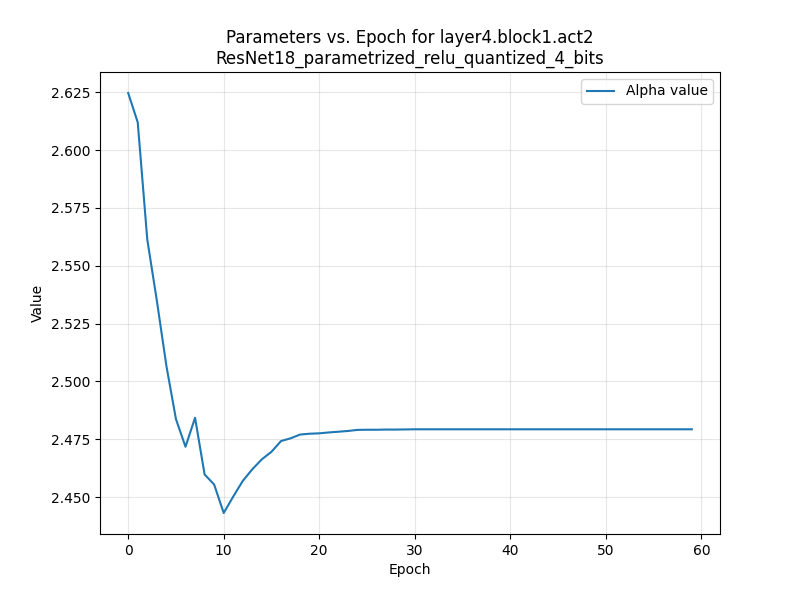 Parameters vs. Epoch for layer4.block1.act2
ResNet18_parametrized_relu_quantized_4_bits
Alpha value
2.625
2.600
2.575
2.550
2.525
2.500
2.475
2.450
Value
0 10 20 30 40 50 60
Epoch